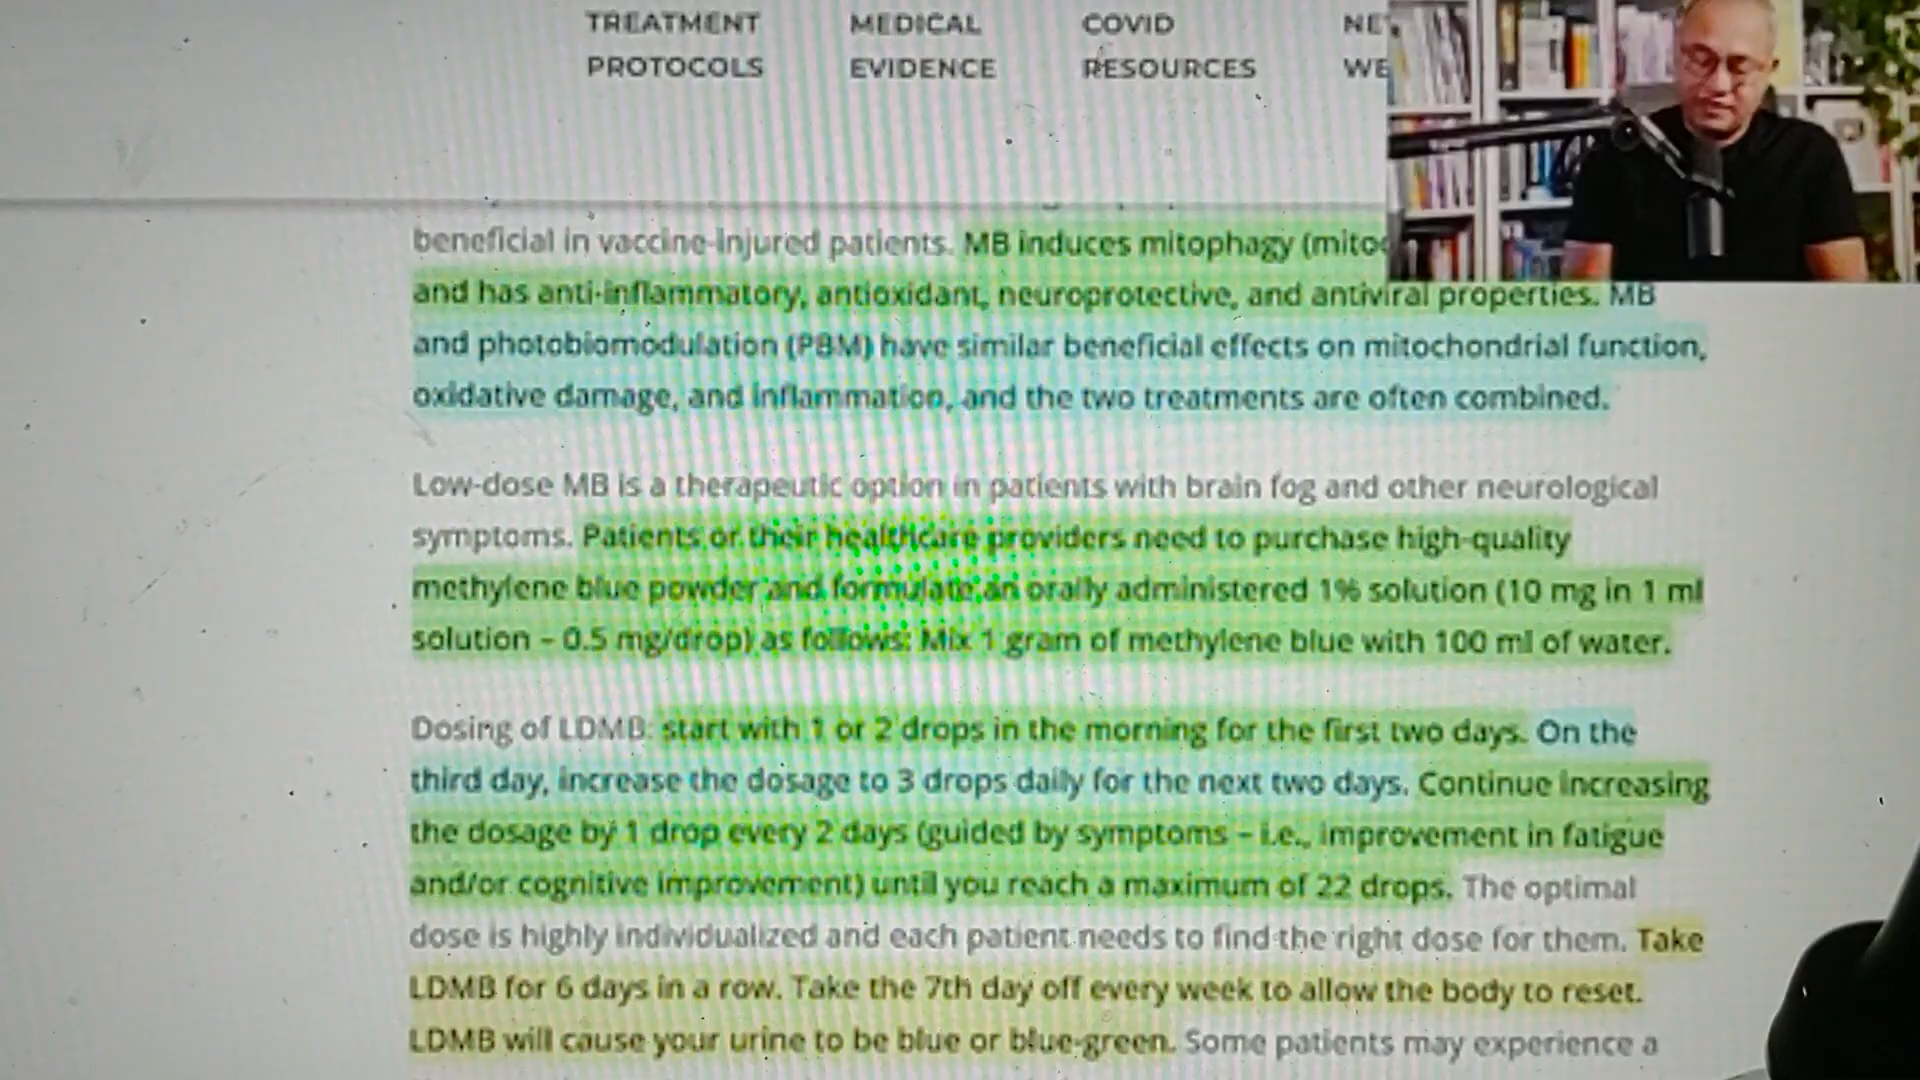 TREATMENT PROTOCOLS
MEDICAL EVIDENCE
COVID RESOURCES
beneficial in vaccine-injured patients. MB induces mitophagy
and has anti-inflammatory, antioxidant, neuroprotective, and antiviral properties. MB
and photobiomodulation (PBM) have similar beneficial effects on mitochondrial function,
oxidative damage, and inflammation, and the two treatments are often combined.
Low-dose MB is a therapeutic option in patients with brain fog and other neurological
symptoms. Patients or their healthcare providers need to purchase high-quality
methylene blue powder and formulate an orally administered 1% solution (10 mg in 1 ml
solution – 0.5 mg/drop) as follows: Mix 1 gram of methylene blue with 100 ml of water.
Dosing of LDMB: start with 1 or 2 drops in the morning for the first two days. On the
third day, increase the dosage to 3 drops daily for the next two days. Continue increasing
the dosage by 1 drop every 2 days (guided by symptoms – i.e., improvement in fatigue
and/or cognitive improvement) until you reach a maximum of 22 drops. The optimal
dose is highly individualized and each patient needs to find the right dose for them. Take
LDMB for 6 days in a row. Take the 7th day off every week to allow the body to reset.
LDMB will cause your urine to be blue or blue-green. Some patients may experience a